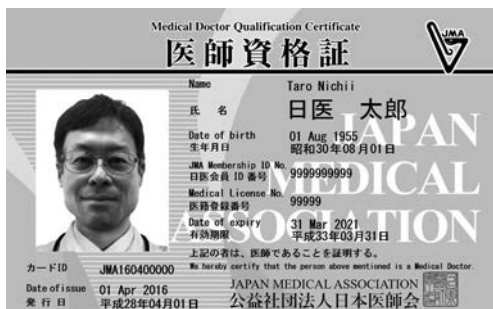 Medical Doctor Qualification Certificate
医師資格証
JMA
Name Taro Nichii
氏 名 日医 太郎
Date of birth 01 Aug 1955
生年月日 昭和30年08月01日
JMA Membership ID No.
日医会員 ID 番号 9999999999
Medical License No.
医籍登録番号 99999
Date of expiry 31 Mar 2021
有効期限 平成33年03月31日
JAPAN
MEDICAL
ASSOCIATION
上記の者は、医師であることを証明する。
カードID JMA160400000 We hereby certify that the person above mentioned is a Medical Doctor.
Date of issue 01 Apr 2016 JAPAN MEDICAL ASSOCIATION
発 行 日 平成28年04月01日 公益社団法人日本医師会